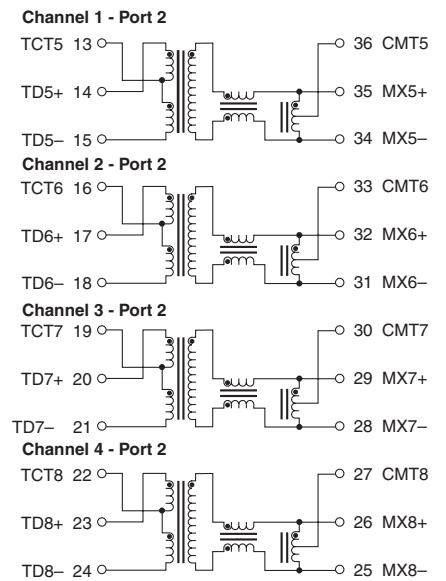 Channel 1 - Port 2
TCT5 13 36 CMT5
TD5+ 14 35 MX5+
TD5– 15 34 MX5–
Channel 2 - Port 2
TCT6 16 33 CMT6
TD6+ 17 32 MX6+
TD6– 18 31 MX6–
Channel 3 - Port 2
TCT7 19 30 CMT7
TD7+ 20 29 MX7+
TD7– 21 28 MX7–
Channel 4 - Port 2
TCT8 22 27 CMT8
TD8+ 23 26 MX8+
TD8– 24 25 MX8–